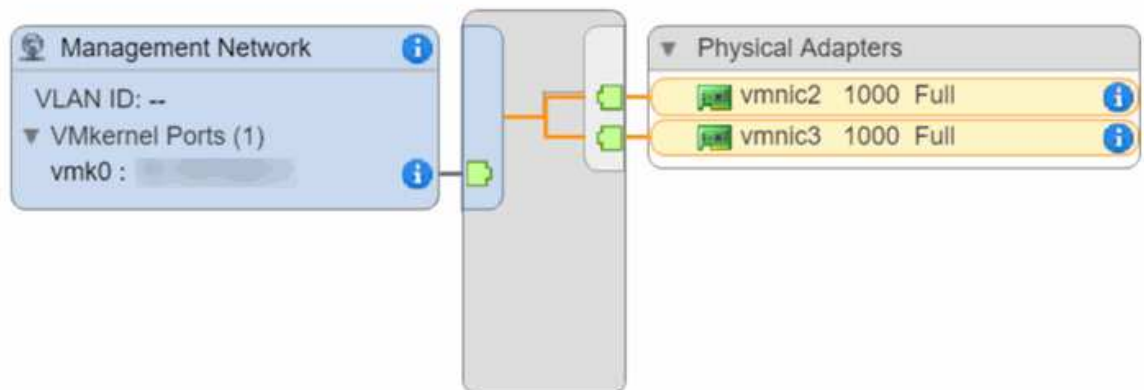 Management Network
VLAN ID: --
VMkernel Ports (1)
vmk0 :
Physical Adapters
vmnic2 1000 Full
vmnic3 1000 Full